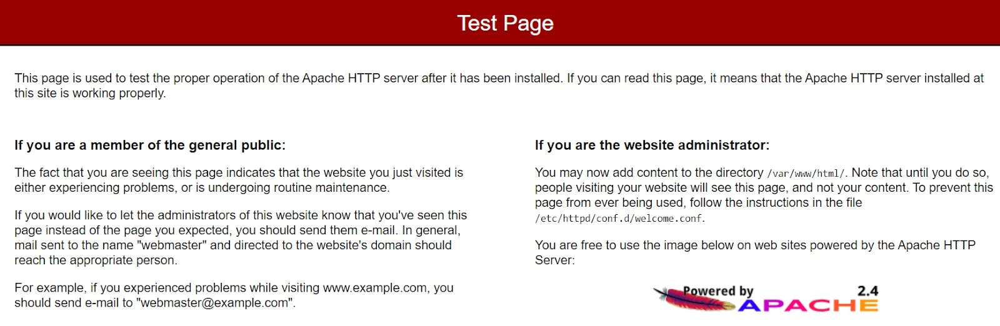 Test Page
This page is used to test the proper operation of the Apache HTTP server after it has been installed. If you can read this page, it means that the Apache HTTP server installed at
this site is working properly.
If you are a member of the general public:
The fact that you are seeing this page indicates that the website you just visited is
either experiencing problems, or is undergoing routine maintenance.
If you would like to let the administrators of this website know that you've seen this
page instead of the page you expected, you should send them e-mail. In general,
mail sent to the name "webmaster" and directed to the website's domain should
reach the appropriate person.
For example, if you experienced problems while visiting www.example.com, you
should send e-mail to "webmaster@example.com".
If you are the website administrator:
You may now add content to the directory /var/www/html/. Note that until you do so,
people visiting your website will see this page, and not your content. To prevent this
page from ever being used, follow the instructions in the file
/etc/httpd/conf.d/welcome.conf.
You are free to use the image below on web sites powered by the Apache HTTP
Server:
Powered by 2.4
APACHE